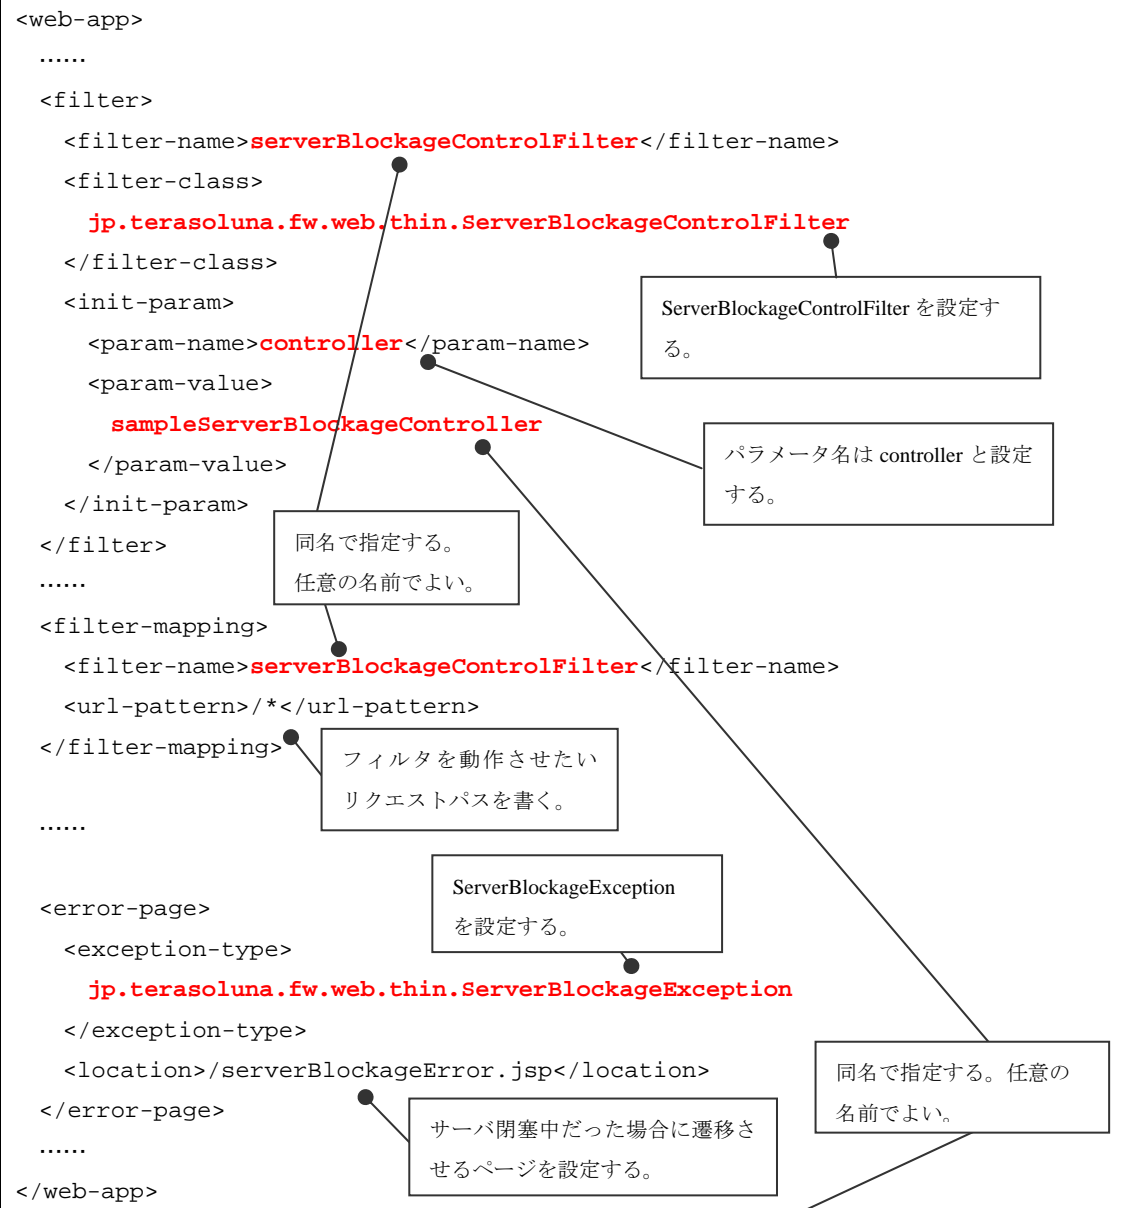 <web-app>
……
<filter>
<filter-name>serverBlockageControlFilter</filter-name>
<filter-class>
jp.terasoluna.fw.web.thin.ServerBlockageControlFilter
</filter-class>
ServerBlockageControlFilter を設定す
る。
<init-param>
<param-name>controller</param-name>
<param-value>
sampleServerBlockageController
</param-value>
パラメータ名は controller と設定
する。
</init-param>
</filter>
同名で指定する。
任意の名前でよい。
……
<filter-mapping>
<filter-name>serverBlockageControlFilter</filter-name>
<url-pattern>/*</url-pattern>
</filter-mapping>
フィルタを動作させたい
リクエストパスを書く。
……
ServerBlockageException
を設定する。
<error-page>
<exception-type>
jp.terasoluna.fw.web.thin.ServerBlockageException
</exception-type>
<location>/serverBlockageError.jsp</location>
</error-page>
同名で指定する。任意の
名前でよい。
サーバ閉塞中だった場合に遷移さ
せるページを設定する。
……
</web-app>